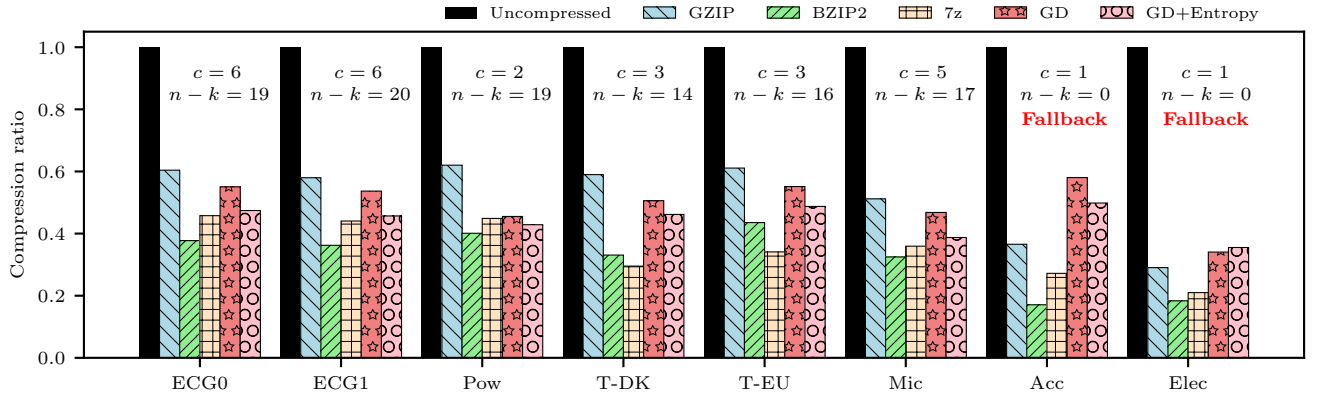 Uncompressed GZIP BZIP2 7z GD GD+Entropy
Compression ratio
1.0
0.8
0.6
0.4
0.2
0.0
c = 6
n − k = 19
c = 6
n − k = 20
c = 2
n − k = 19
c = 3
n − k = 14
c = 3
n − k = 16
c = 5
n − k = 17
c = 1
n − k = 0
Fallback
c = 1
n − k = 0
Fallback
ECG0 ECG1 Pow T-DK T-EU Mic Acc Elec